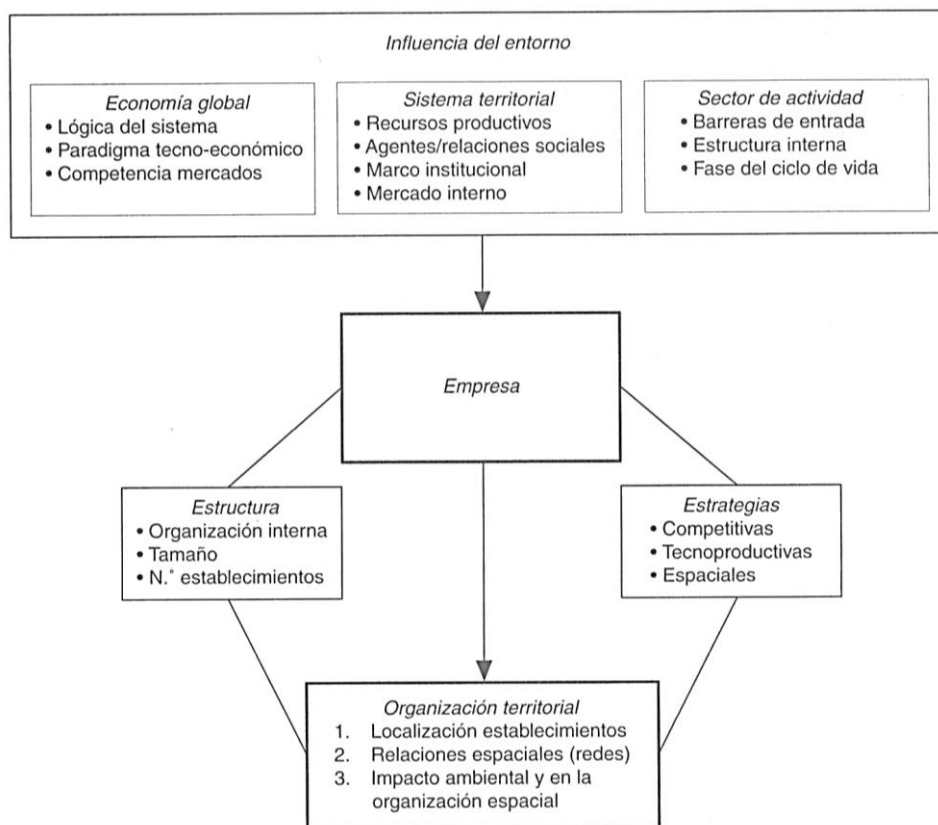 Influencia del entorno
Economía global
• Lógica del sistema
• Paradigma tecno-económico
• Competencia mercados
Sistema territorial
• Recursos productivos
• Agentes/relaciones sociales
• Marco institucional
• Mercado interno
Sector de actividad
• Barreras de entrada
• Estructura interna
• Fase del ciclo de vida
Empresa
Estructura
• Organización interna
• Tamaño
• N.° establecimientos
Estrategias
• Competitivas
• Tecnoproductivas
• Espaciales
Organización territorial
1. Localización establecimientos
2. Relaciones espaciales (redes)
3. Impacto ambiental y en la
organización espacial